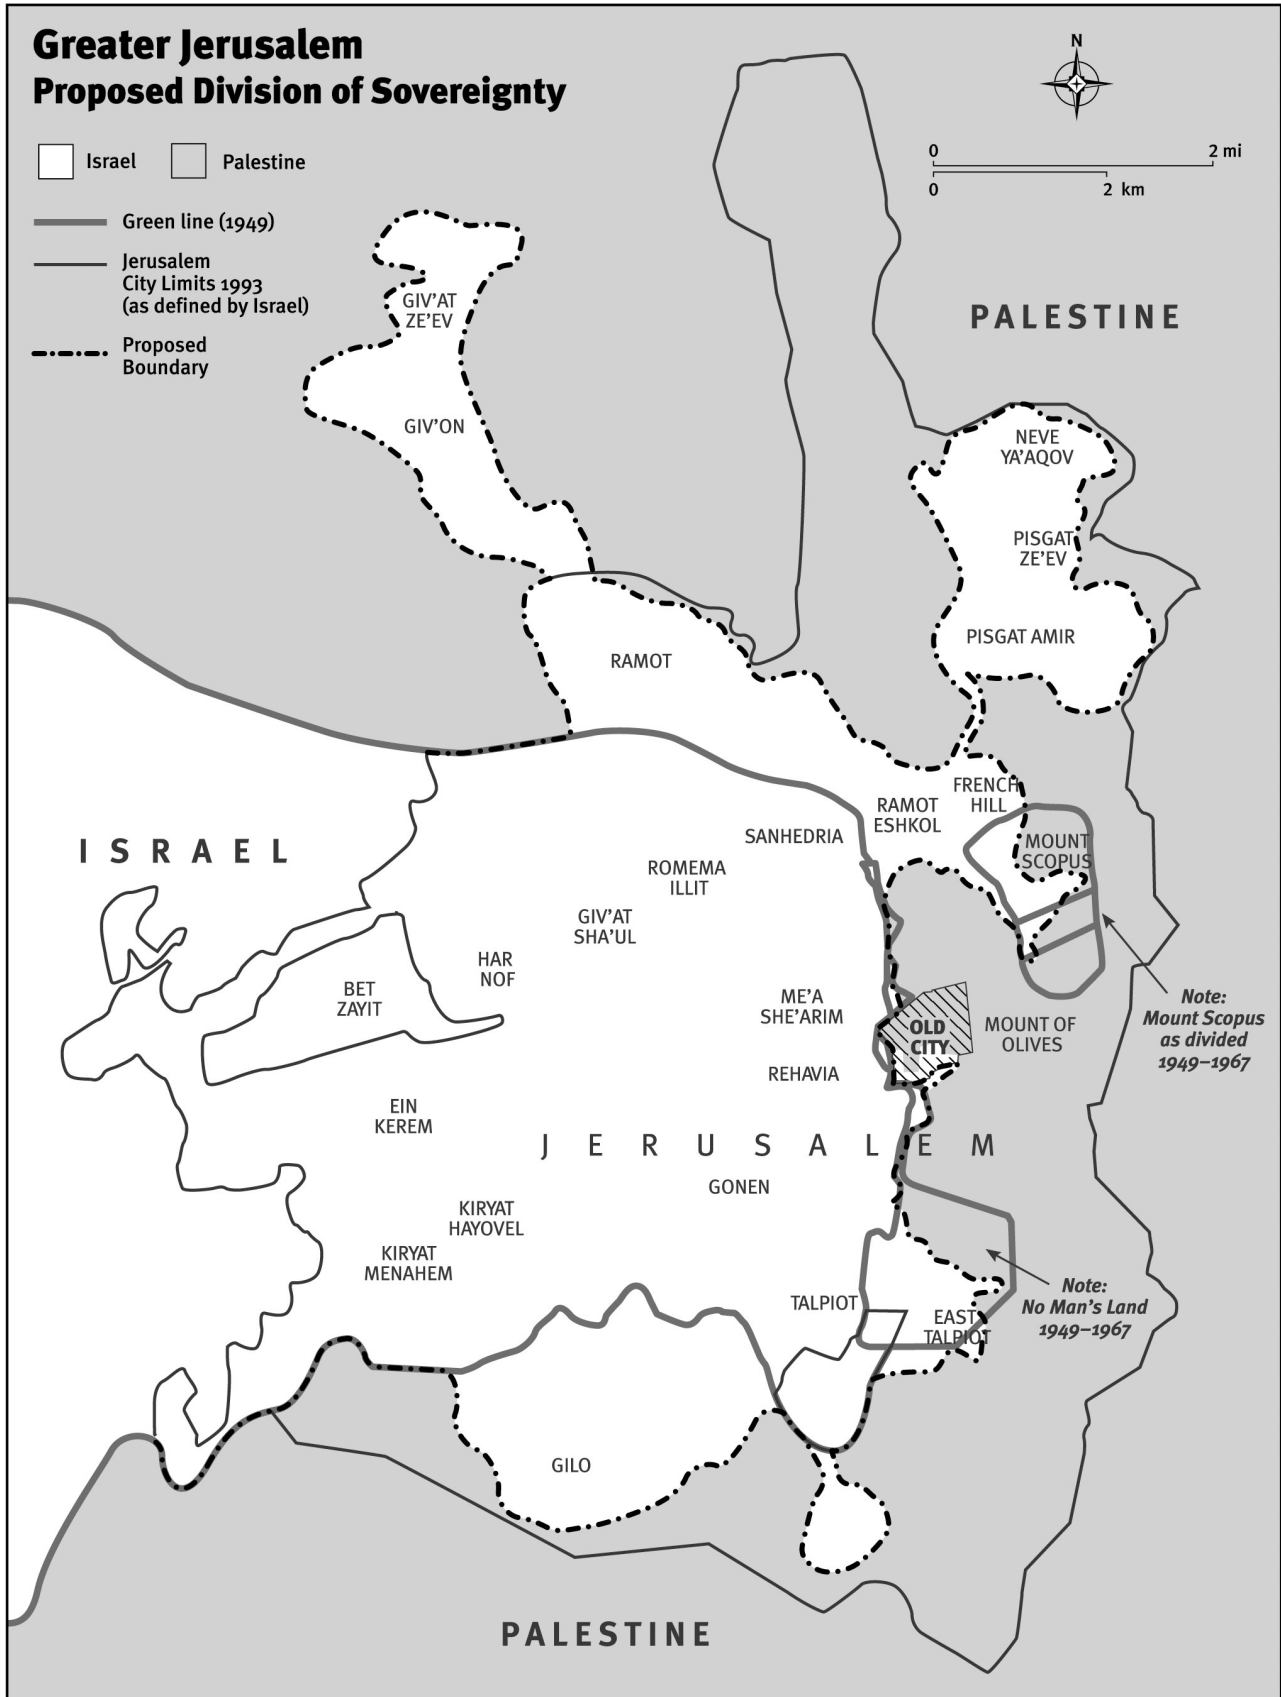 Greater Jerusalem
Proposed Division of Sovereignty
Israel
Palestine
Green line (1949)
Jerusalem
City Limits 1993
(as defined by Israel)
Proposed
Boundary
N
0
2 mi
0
2 km
PALESTINE
GIV'AT
ZE'EV
GIV'ON
NEVE
YA'AQOV
PISGAT
ZE'EV
PISGAT AMIR
RAMOT
FRENCH
HILL
RAMOT
ESHKOL
SANHEDRIA
MOUNT
SCOPUS
ISRAEL
ROMEMA
ILLIT
GIV'AT
SHA'UL
HAR
NOF
BET
ZAYIT
ME'A
SHE'ARIM
OLD
CITY
MOUNT OF
OLIVES
Note:
Mount Scopus
as divided
1949–1967
REHAVIA
EIN
KEREM
JERUSALEM
GONEN
KIRYAT
HAYOVEL
KIRYAT
MENAHEM
TALPIOT
EAST
TALPIOT
Note:
No Man's Land
1949–1967
GILO
PALESTINE